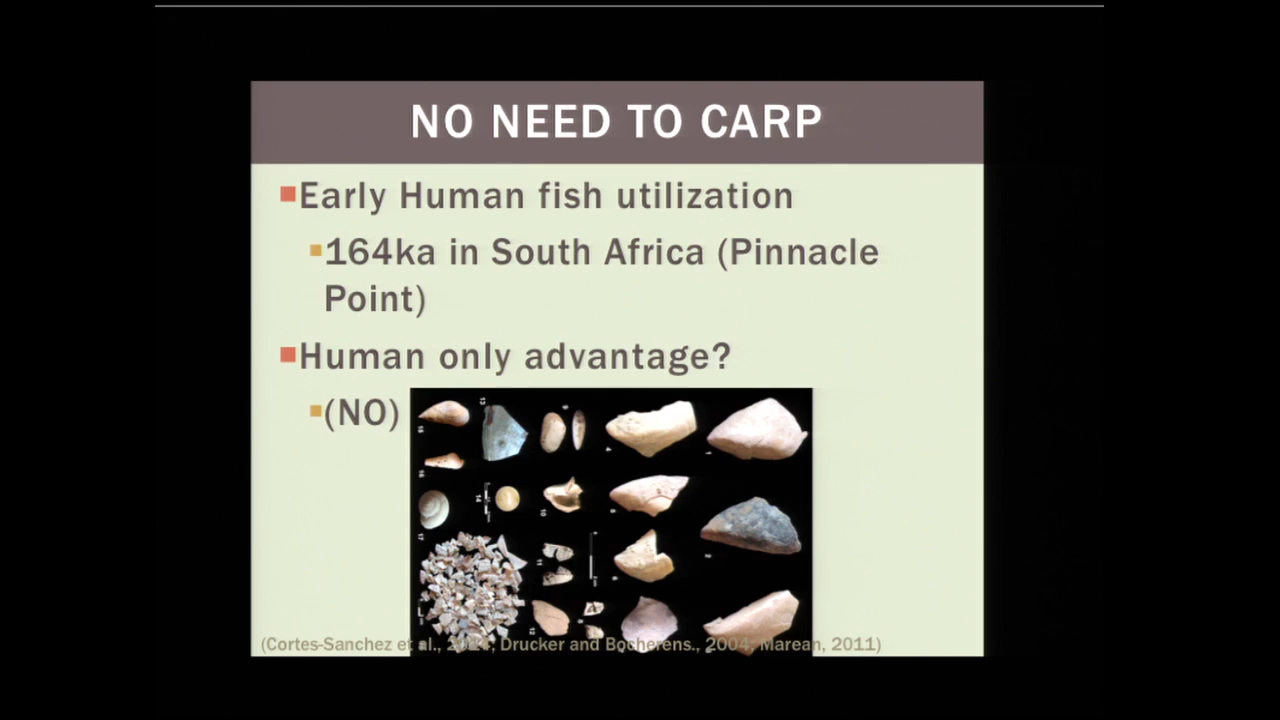 NO NEED TO CARP
Early Human fish utilization
164ka in South Africa (Pinnacle
Point)
Human only advantage?
(NO)
(Cortes-Sanchez et al., Drucker and Bocherens., 2004; Marean, 2011)